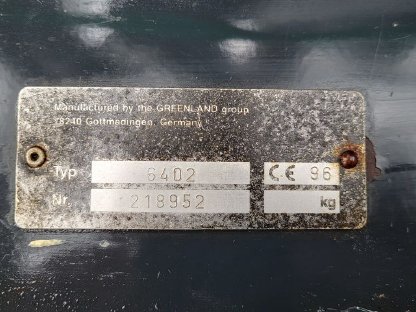 Manufactured by the GREENLAND group
78240 Gottmadingen, Germany
Typ 6402 CE 96
Nr. 218952 kg